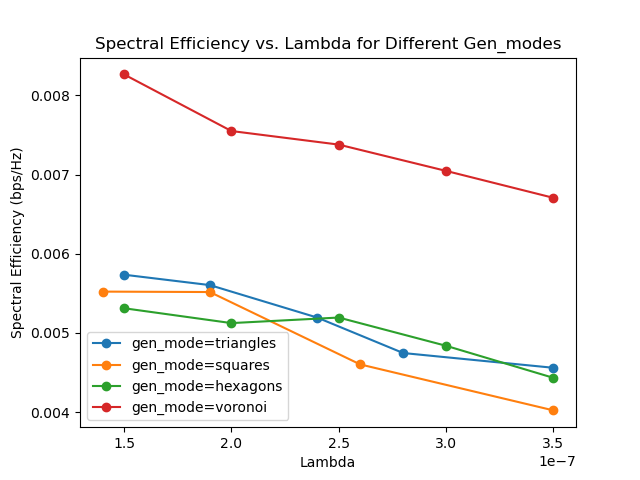 Spectral Efficiency vs. Lambda for Different Gen_modes
Spectral Efficiency (bps/Hz)
0.008
0.007
0.006
0.005
0.004
gen_mode=triangles
gen_mode=squares
gen_mode=hexagons
gen_mode=voronoi
1.5 2.0 2.5 3.0 3.5
1e−7
Lambda